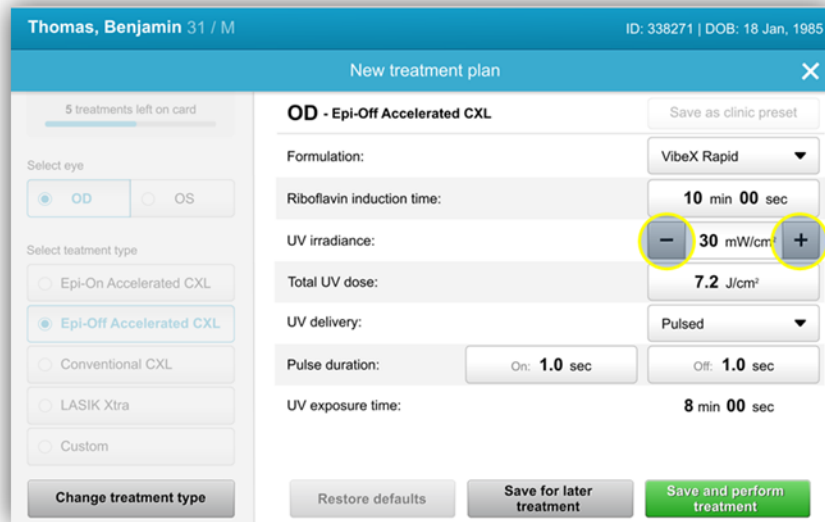 Thomas, Benjamin 31 / M
ID: 338271 | DOB: 18 Jan, 1985
New treatment plan
5 treatments left on card
Select eye
OD
OS
Select teatment type
Epi-On Accelerated CXL
Epi-Off Accelerated CXL
Conventional CXL
LASIK Xtra
Custom
Change treatment type
OD - Epi-Off Accelerated CXL
Save as clinic preset
Formulation:
VibeX Rapid
Riboflavin induction time:
10 min 00 sec
UV irradiance:
− 30 mW/cm² +
Total UV dose:
7.2 J/cm²
UV delivery:
Pulsed
Pulse duration:
On: 1.0 sec
Off: 1.0 sec
UV exposure time:
8 min 00 sec
Restore defaults
Save for later
treatment
Save and perform
treatment